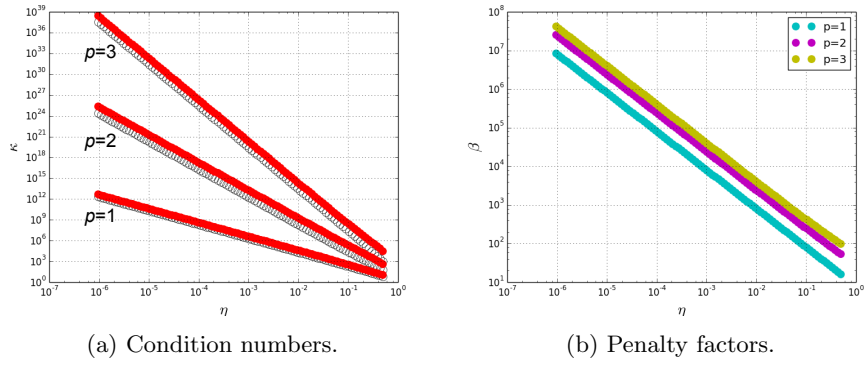 10^39
10^36
10^33
10^30
10^27
10^24
10^21
10^18
10^15
10^12
10^9
10^6
10^3
10^0
κ
p=3
p=2
p=1
10^-7 10^-6 10^-5 10^-4 10^-3 10^-2 10^-1 10^0
η
(a) Condition numbers.
10^8
10^7
10^6
10^5
10^4
10^3
10^2
10^1
β
p=1
p=2
p=3
10^-7 10^-6 10^-5 10^-4 10^-3 10^-2 10^-1 10^0
η
(b) Penalty factors.